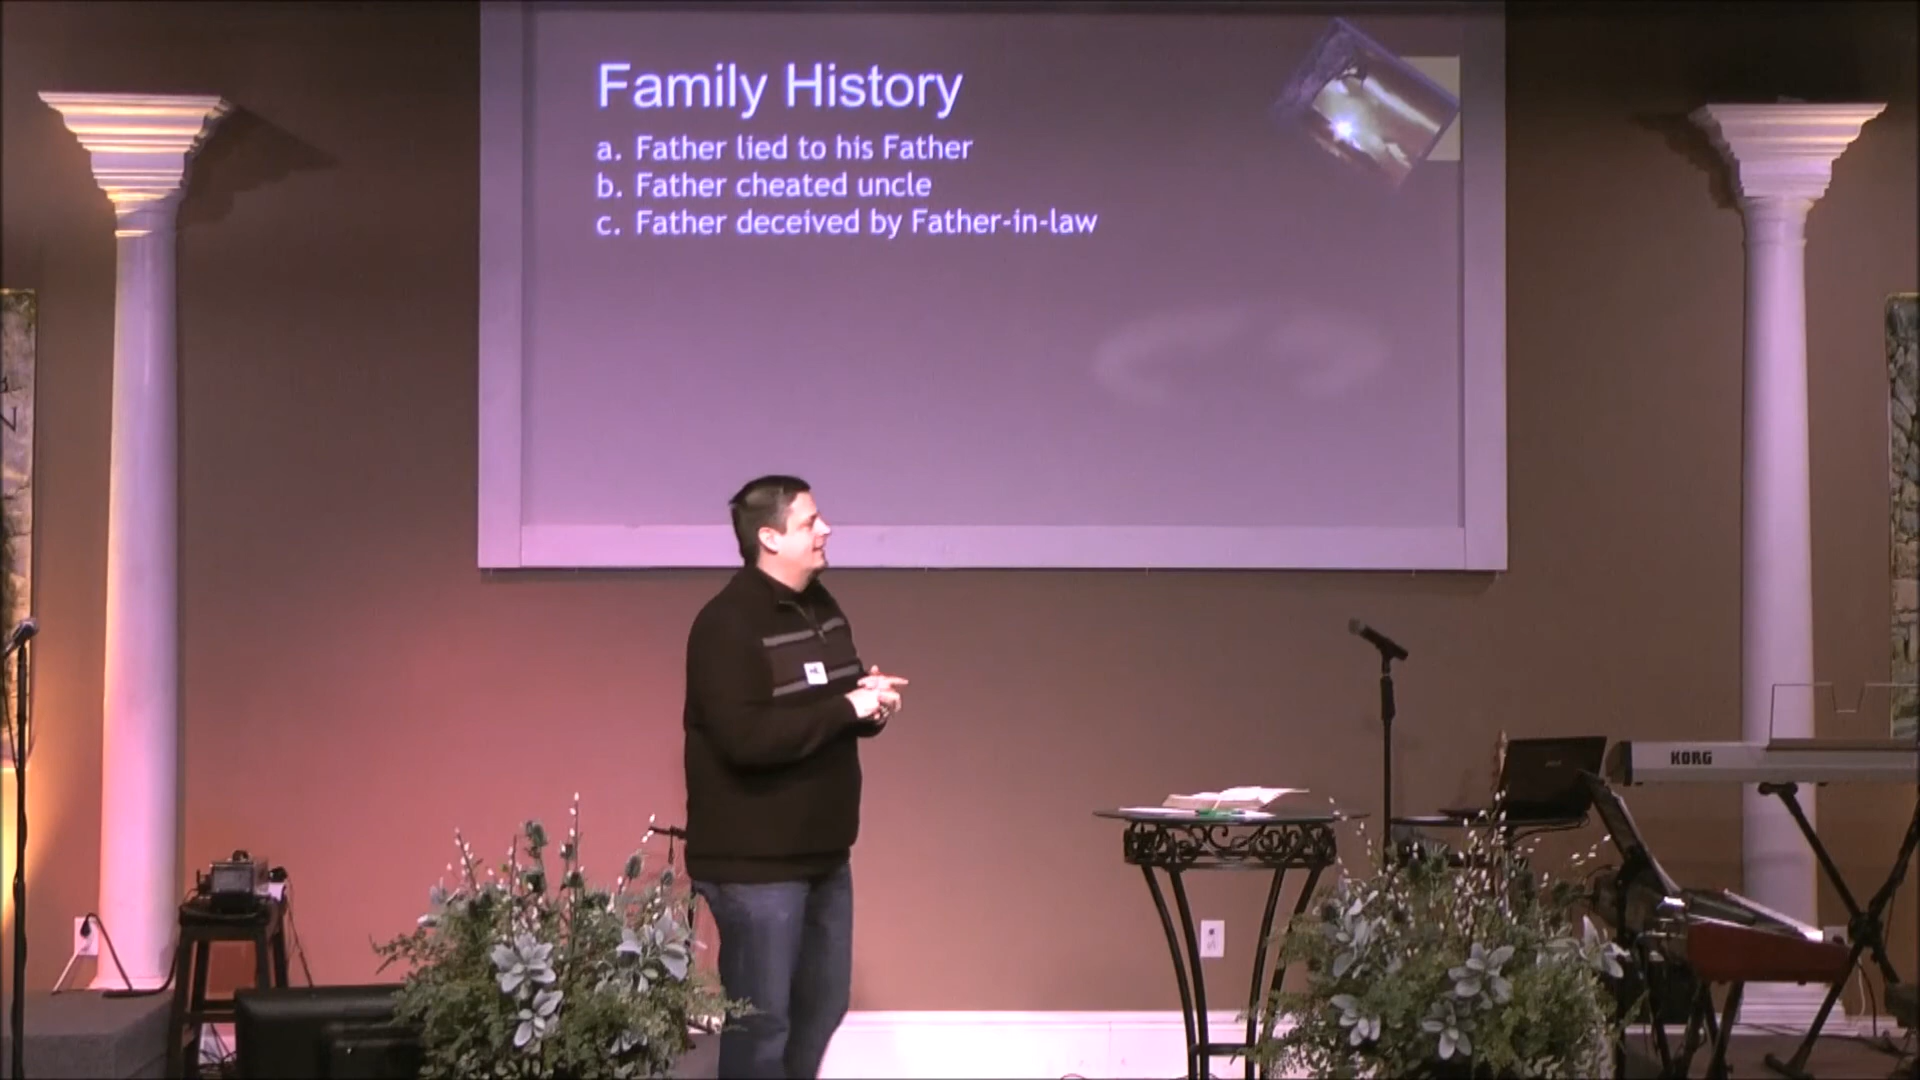 Family History
a. Father lied to his Father
b. Father cheated uncle
c. Father deceived by Father-in-law
KORG